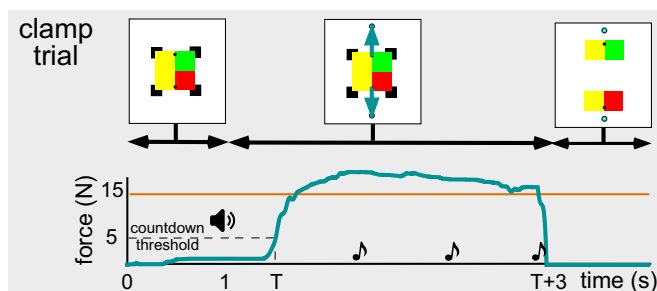 clamp
trial
force (N)
15
5
countdown
threshold
0
1
T
T+3
time (s)